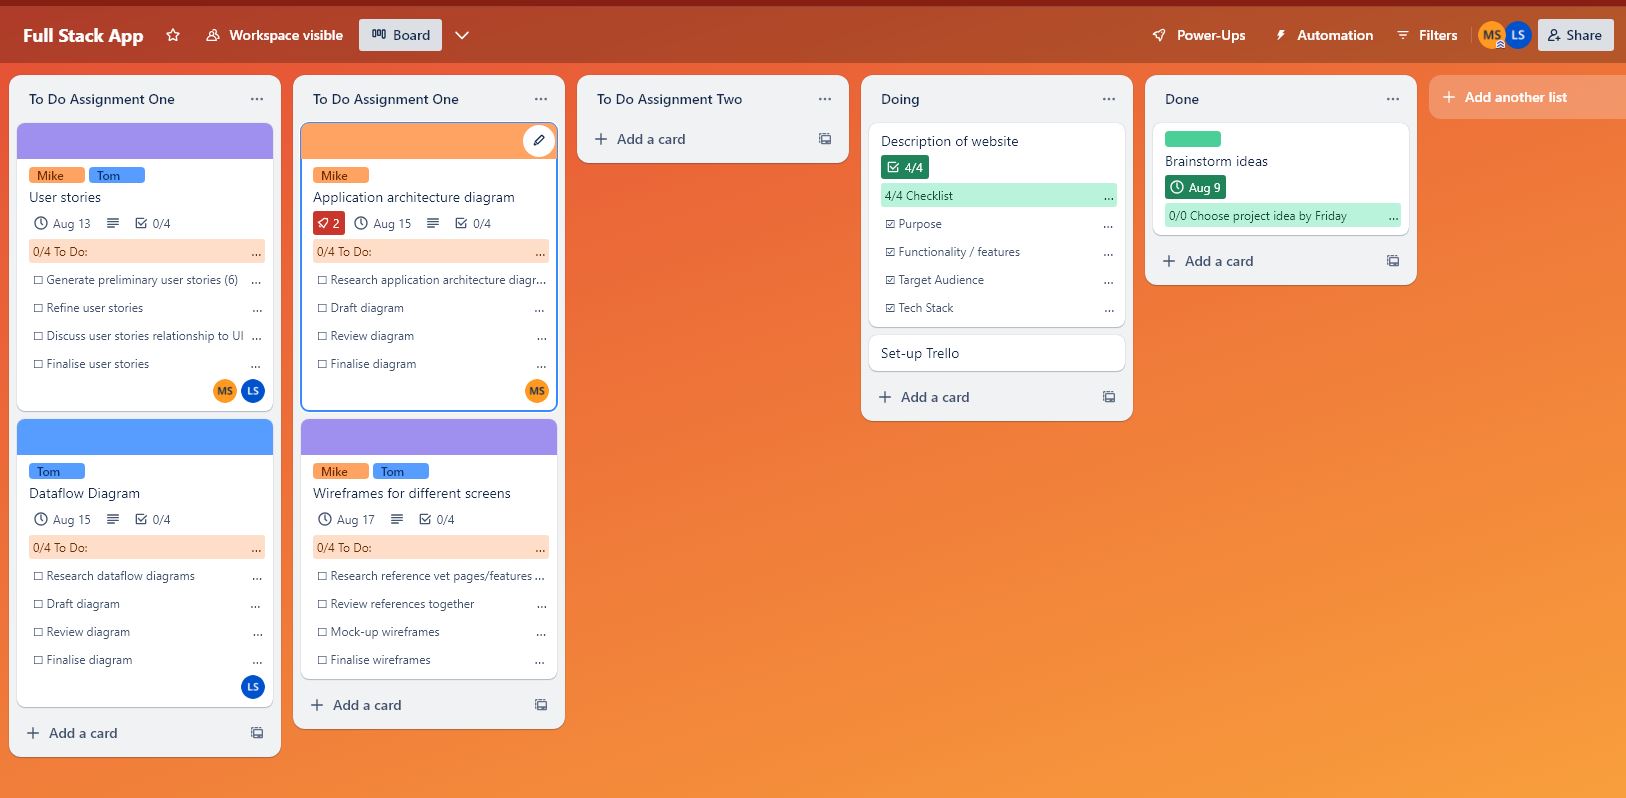 Full Stack App
Workspace visible
Board
Power-Ups
Automation
Filters
MS
LS
Share
To Do Assignment One
Mike
Tom
User stories
Aug 13
0/4
0/4 To Do:
...
Generate preliminary user stories (6)
...
Refine user stories
...
Discuss user stories relationship to UI
...
Finalise user stories
...
MS
LS
Tom
Dataflow Diagram
Aug 15
0/4
0/4 To Do:
...
Research dataflow diagrams
...
Draft diagram
...
Review diagram
...
Finalise diagram
...
LS
Add a card
To Do Assignment One
Mike
Application architecture diagram
2
Aug 15
0/4
0/4 To Do:
...
Research application architecture diagr...
Draft diagram
...
Review diagram
...
Finalise diagram
...
MS
Mike
Tom
Wireframes for different screens
Aug 17
0/4
0/4 To Do:
...
Research reference vet pages/features ...
Review references together
...
Mock-up wireframes
...
Finalise wireframes
...
Add a card
To Do Assignment Two
Add a card
Doing
Description of website
4/4
4/4 Checklist
...
Purpose
...
Functionality / features
...
Target Audience
...
Tech Stack
...
Set-up Trello
Add a card
Done
Brainstorm ideas
Aug 9
0/0 Choose project idea by Friday
...
Add a card
Add another list